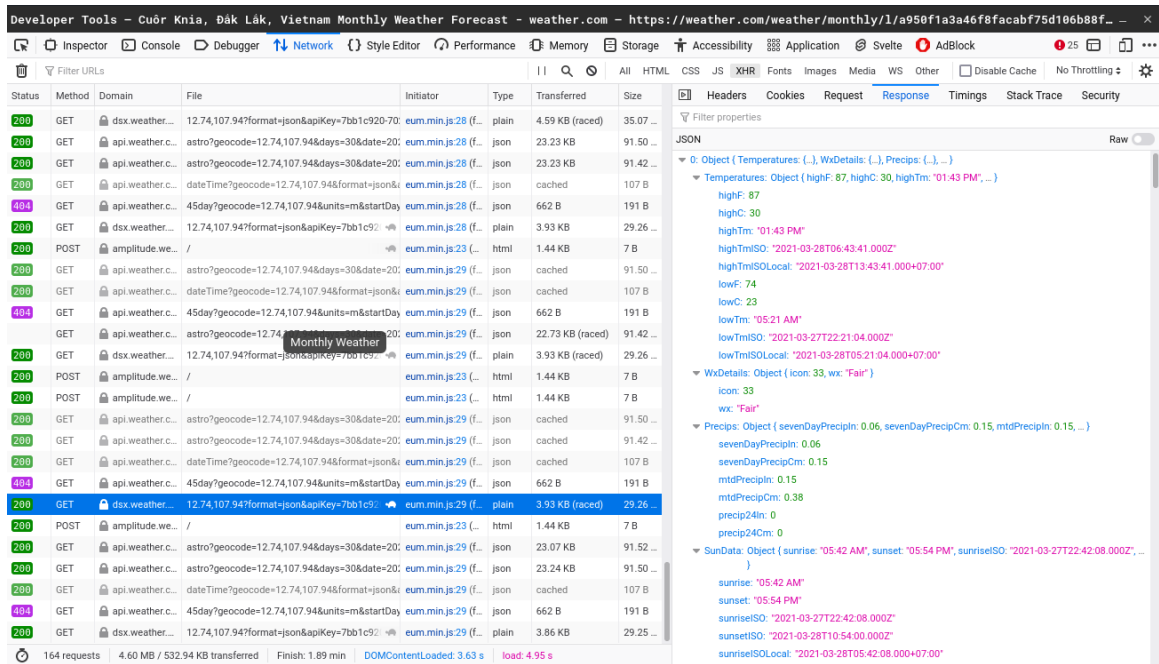 Developer Tools — Cuôr Knia, Đắk Lắk, Vietnam Monthly Weather Forecast - weather.com — https://weather.com/weather/monthly/l/a950f1a3a46f8facabf75d106b88f…
Inspector Console Debugger Network Style Editor Performance Memory Storage Accessibility Application Svelte AdBlock 25
Filter URLs All HTML CSS JS XHR Fonts Images Media WS Other Disable Cache No Throttling
Status Method Domain File Initiator Type Transferred Size
200 GET dsx.weather.… 12.74,107.94?format=json&apiKey=7bb1c920-70 eum.min.js:28 (f… plain 4.59 KB (raced) 35.07 …
200 GET api.weather.c… astro?geocode=12.74,107.94&days=30&date=20 eum.min.js:28 (f… json 23.23 KB 91.50 …
200 GET api.weather.c… astro?geocode=12.74,107.94&days=30&date=20 eum.min.js:28 (f… json 23.23 KB 91.42 …
200 GET api.weather.c… dateTime?geocode=12.74,107.94&format=json& eum.min.js:28 (f… json cached 107 B
404 GET api.weather.c… 45day?geocode=12.74,107.94&units=m&startDay eum.min.js:28 (f… json 662 B 191 B
200 GET dsx.weather.… 12.74,107.94?format=json&apiKey=7bb1c92 eum.min.js:28 (f… plain 3.93 KB 29.26 …
200 POST amplitude.we… / eum.min.js:23 (… html 1.44 KB 7 B
200 GET api.weather.c… astro?geocode=12.74,107.94&days=30&date=20 eum.min.js:29 (f… json cached 91.50 …
200 GET api.weather.c… dateTime?geocode=12.74,107.94&format=json& eum.min.js:29 (f… json cached 107 B
404 GET api.weather.c… 45day?geocode=12.74,107.94&units=m&startDay eum.min.js:29 (f… json 662 B 191 B
GET api.weather.c… astro?geocode=12.74 20 eum.min.js:29 (f… json 22.73 KB (raced) 91.42 …
Monthly Weather
200 GET dsx.weather.… 12.74,107.94?format=json&apiKey=7bb1c92 eum.min.js:29 (f… plain 3.93 KB (raced) 29.26 …
200 POST amplitude.we… / eum.min.js:23 (… html 1.44 KB 7 B
200 POST amplitude.we… / eum.min.js:23 (… html 1.44 KB 7 B
200 GET api.weather.c… astro?geocode=12.74,107.94&days=30&date=20 eum.min.js:29 (f… json cached 91.50 …
200 GET api.weather.c… astro?geocode=12.74,107.94&days=30&date=20 eum.min.js:29 (f… json cached 91.42 …
200 GET api.weather.c… dateTime?geocode=12.74,107.94&format=json& eum.min.js:29 (f… json cached 107 B
404 GET api.weather.c… 45day?geocode=12.74,107.94&units=m&startDay eum.min.js:29 (f… json 662 B 191 B
200 GET dsx.weather.… 12.74,107.94?format=json&apiKey=7bb1c92 eum.min.js:29 (f… plain 3.93 KB (raced) 29.26 …
200 POST amplitude.we… / eum.min.js:23 (… html 1.44 KB 7 B
200 GET api.weather.c… astro?geocode=12.74,107.94&days=30&date=20 eum.min.js:29 (f… json 23.07 KB 91.52 …
200 GET api.weather.c… astro?geocode=12.74,107.94&days=30&date=20 eum.min.js:29 (f… json 23.24 KB 91.50 …
200 GET api.weather.c… dateTime?geocode=12.74,107.94&format=json& eum.min.js:29 (f… json cached 107 B
404 GET api.weather.c… 45day?geocode=12.74,107.94&units=m&startDay eum.min.js:29 (f… json 662 B 191 B
200 GET dsx.weather.… 12.74,107.94?format=json&apiKey=7bb1c92 eum.min.js:29 (f… plain 3.86 KB 29.25 …
164 requests 4.60 MB / 532.94 KB transferred Finish: 1.89 min DOMContentLoaded: 3.63 s load: 4.95 s
Headers Cookies Request Response Timings Stack Trace Security
Filter properties
JSON Raw
0: Object { Temperatures: {…}, WxDetails: {…}, Precips: {…}, … }
Temperatures: Object { highF: 87, highC: 30, highTm: "01:43 PM", … }
highF: 87
highC: 30
highTm: "01:43 PM"
highTmISO: "2021-03-28T06:43:41.000Z"
highTmISOLocal: "2021-03-28T13:43:41.000+07:00"
lowF: 74
lowC: 23
lowTm: "05:21 AM"
lowTmISO: "2021-03-27T22:21:04.000Z"
lowTmISOLocal: "2021-03-28T05:21:04.000+07:00"
WxDetails: Object { icon: 33, wx: "Fair" }
icon: 33
wx: "Fair"
Precips: Object { sevenDayPrecipIn: 0.06, sevenDayPrecipCm: 0.15, mtdPrecipIn: 0.15, … }
sevenDayPrecipIn: 0.06
sevenDayPrecipCm: 0.15
mtdPrecipIn: 0.15
mtdPrecipCm: 0.38
precip24In: 0
precip24Cm: 0
SunData: Object { sunrise: "05:42 AM", sunset: "05:54 PM", sunriseISO: "2021-03-27T22:42:08.000Z", …
}
sunrise: "05:42 AM"
sunset: "05:54 PM"
sunriseISO: "2021-03-27T22:42:08.000Z"
sunsetISO: "2021-03-28T10:54:00.000Z"
sunriseISOLocal: "2021-03-28T05:42:08.000+07:00"